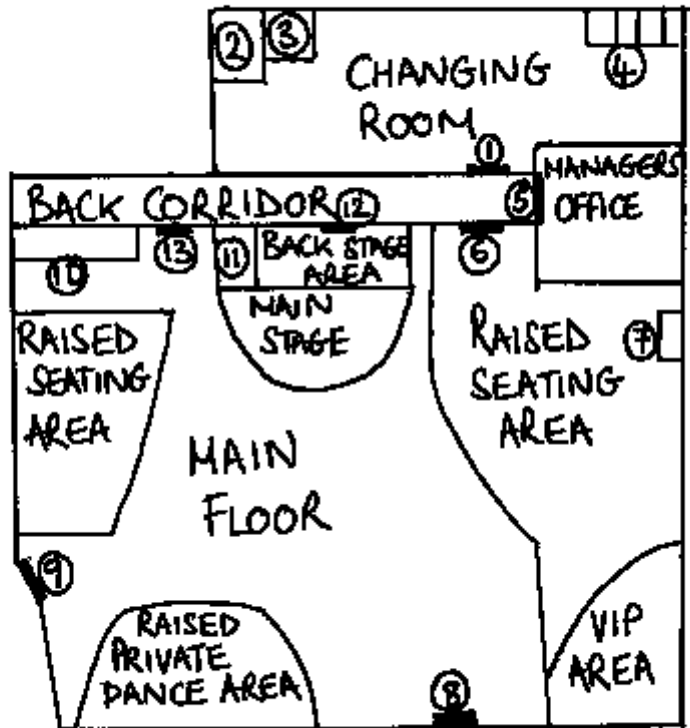 2 3
4
CHANGING
ROOM
1
MANAGERS
OFFICE
5
BACK CORRIDOR 12
13
6
10
11
BACK STAGE
AREA
MAIN
STAGE
RAISED
SEATING
AREA
RAISED
SEATING
AREA
7
MAIN
FLOOR
9
RAISED
PRIVATE
DANCE AREA
8
VIP
AREA